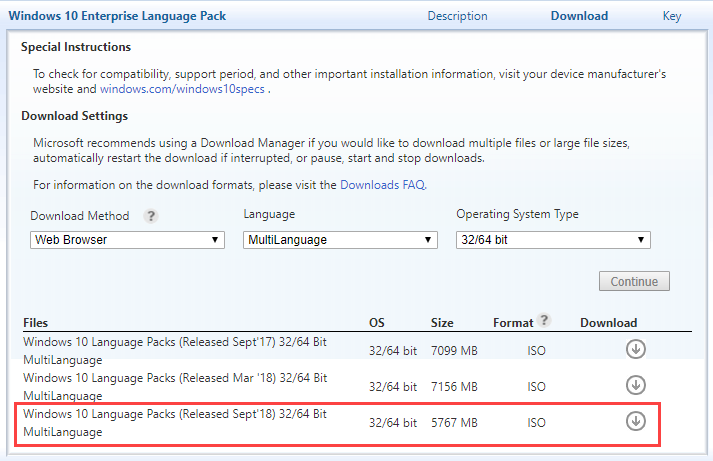 Windows 10 Enterprise Language Pack Description Download Key
Special Instructions
To check for compatibility, support period, and other important installation information, visit your device manufacturer's
website and windows.com/windows10specs .
Download Settings
Microsoft recommends using a Download Manager if you would like to download multiple files or large file sizes,
automatically restart the download if interrupted, or pause, start and stop downloads.
For information on the download formats, please visit the Downloads FAQ.
Download Method ? Language Operating System Type
Web Browser MultiLanguage 32/64 bit
Continue
Files OS Size Format ? Download
Windows 10 Language Packs (Released Sept'17) 32/64 Bit
MultiLanguage 32/64 bit 7099 MB ISO
Windows 10 Language Packs (Released Mar '18) 32/64 Bit
MultiLanguage 32/64 bit 7156 MB ISO
Windows 10 Language Packs (Released Sept'18) 32/64 Bit
MultiLanguage 32/64 bit 5767 MB ISO